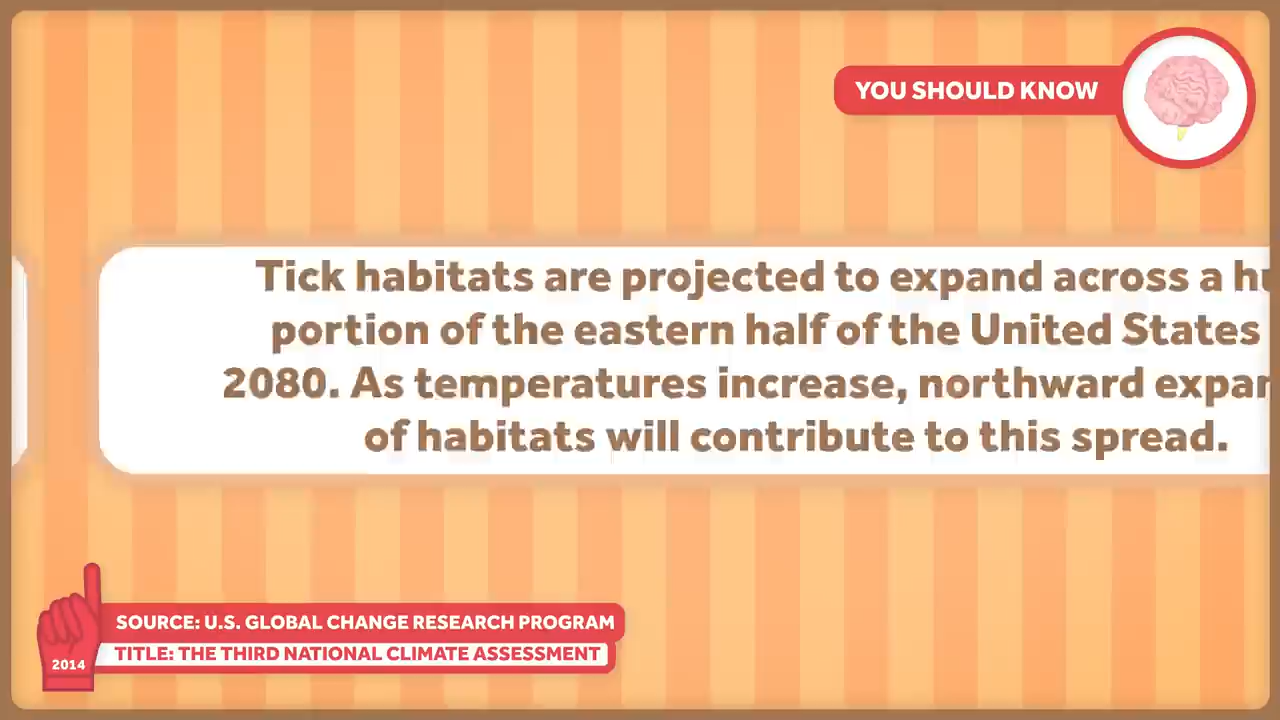 YOU SHOULD KNOW
Tick habitats are projected to expand across a
portion of the eastern half of the United States
2080. As temperatures increase, northward
of habitats will contribute to this spread.
SOURCE: U.S. GLOBAL CHANGE RESEARCH PROGRAM
2014
TITLE: THE THIRD NATIONAL CLIMATE ASSESSMENT